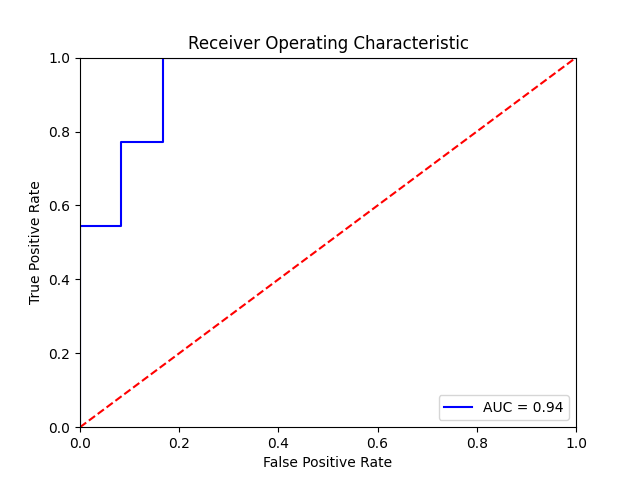 Receiver Operating Characteristic
1.0
0.8
0.6
0.4
0.2
0.0
True Positive Rate
AUC = 0.94
0.0 0.2 0.4 0.6 0.8 1.0
False Positive Rate